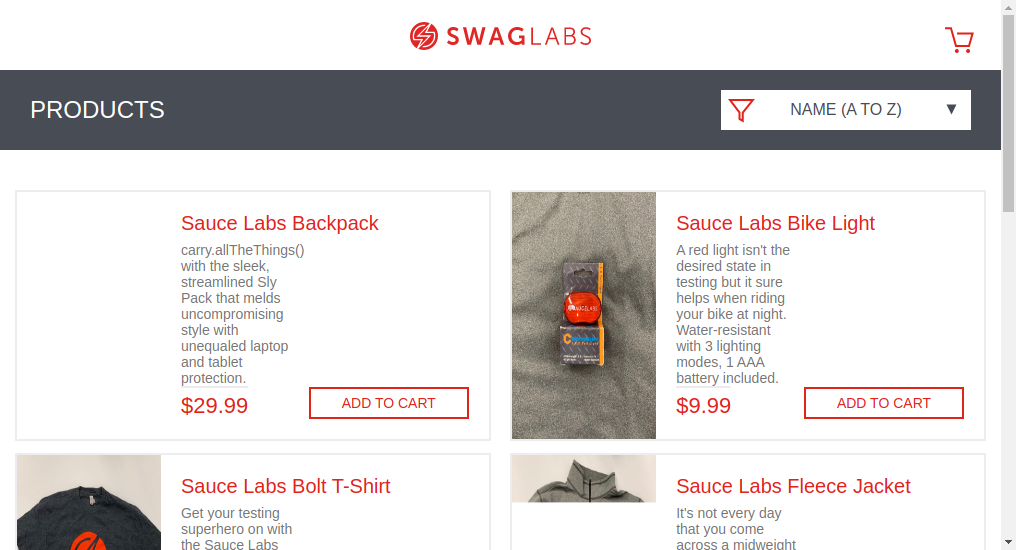 SWAGLABS
PRODUCTS
NAME (A TO Z)
Sauce Labs Backpack
carry.allTheThings()
with the sleek,
streamlined Sly
Pack that melds
uncompromising
style with
unequaled laptop
and tablet
protection.
$29.99
ADD TO CART
Sauce Labs Bike Light
A red light isn't the
desired state in
testing but it sure
helps when riding
your bike at night.
Water-resistant
with 3 lighting
modes, 1 AAA
battery included.
$9.99
ADD TO CART
Sauce Labs Bolt T-Shirt
Get your testing
superhero on with
the Sauce Labs
Sauce Labs Fleece Jacket
It's not every day
that you come
across a midweight